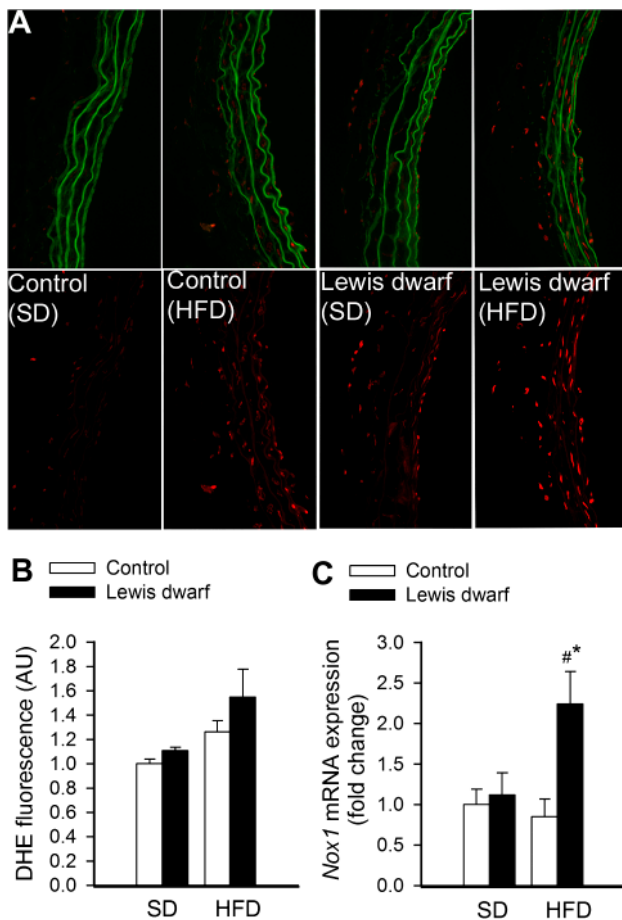 A
Control
(SD)
Control
(HFD)
Lewis dwarf
(SD)
Lewis dwarf
(HFD)
B
Control
Lewis dwarf
DHE fluorescence (AU)
2.0
1.8
1.6
1.4
1.2
1.0
0.8
0.6
0.4
0.2
0.0
SD
HFD
C
Control
Lewis dwarf
Nox1 mRNA expression
(fold change)
3.0
2.5
2.0
1.5
1.0
0.5
0.0
#*
SD
HFD